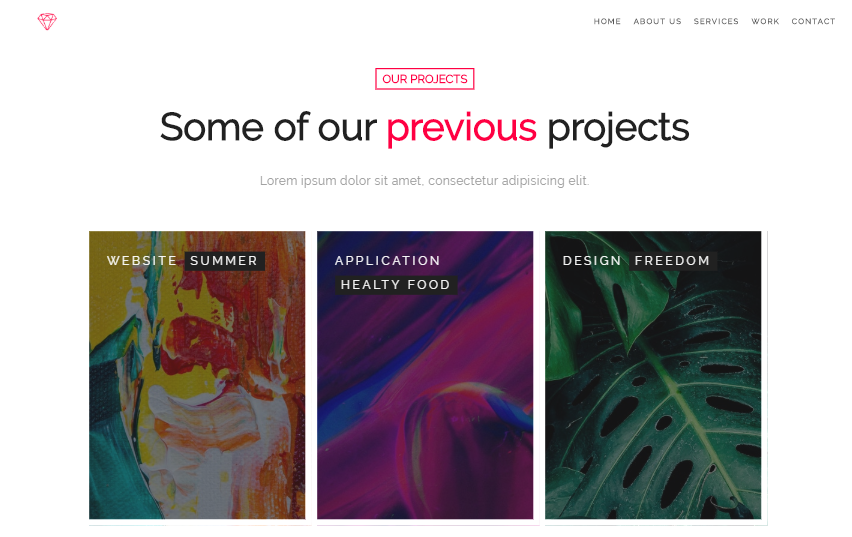 HOME ABOUT US SERVICES WORK CONTACT
OUR PROJECTS
Some of our previous projects
Lorem ipsum dolor sit amet, consectetur adipisicing elit.
WEBSITE SUMMER
APPLICATION
HEALTY FOOD
DESIGN FREEDOM